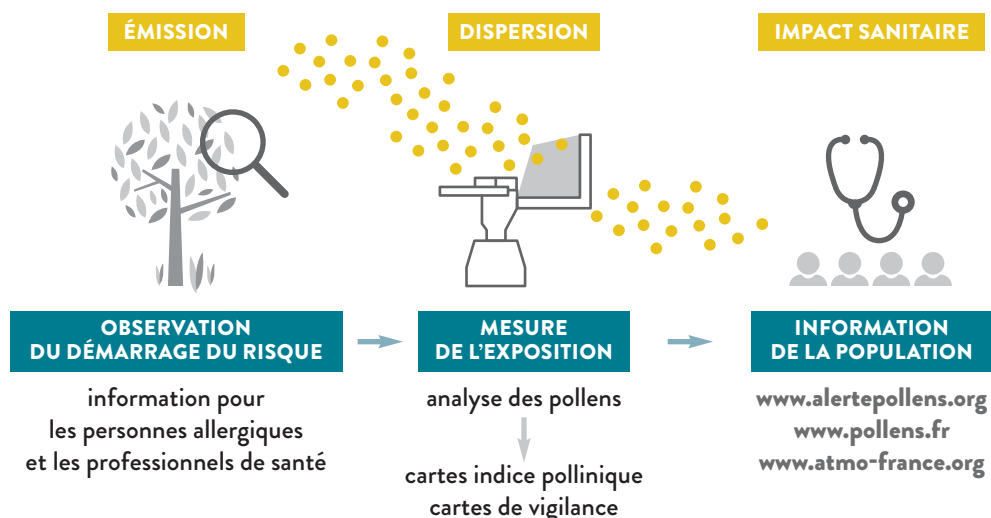 ÉMISSION
DISPERSION
IMPACT SANITAIRE
OBSERVATION
DU DÉMARRAGE DU RISQUE
MESURE
DE L’EXPOSITION
INFORMATION
DE LA POPULATION
information pour
les personnes allergiques
et les professionnels de santé
analyse des pollens
cartes indice pollinique
cartes de vigilance
www.alertepollens.org
www.pollens.fr
www.atmo-france.org